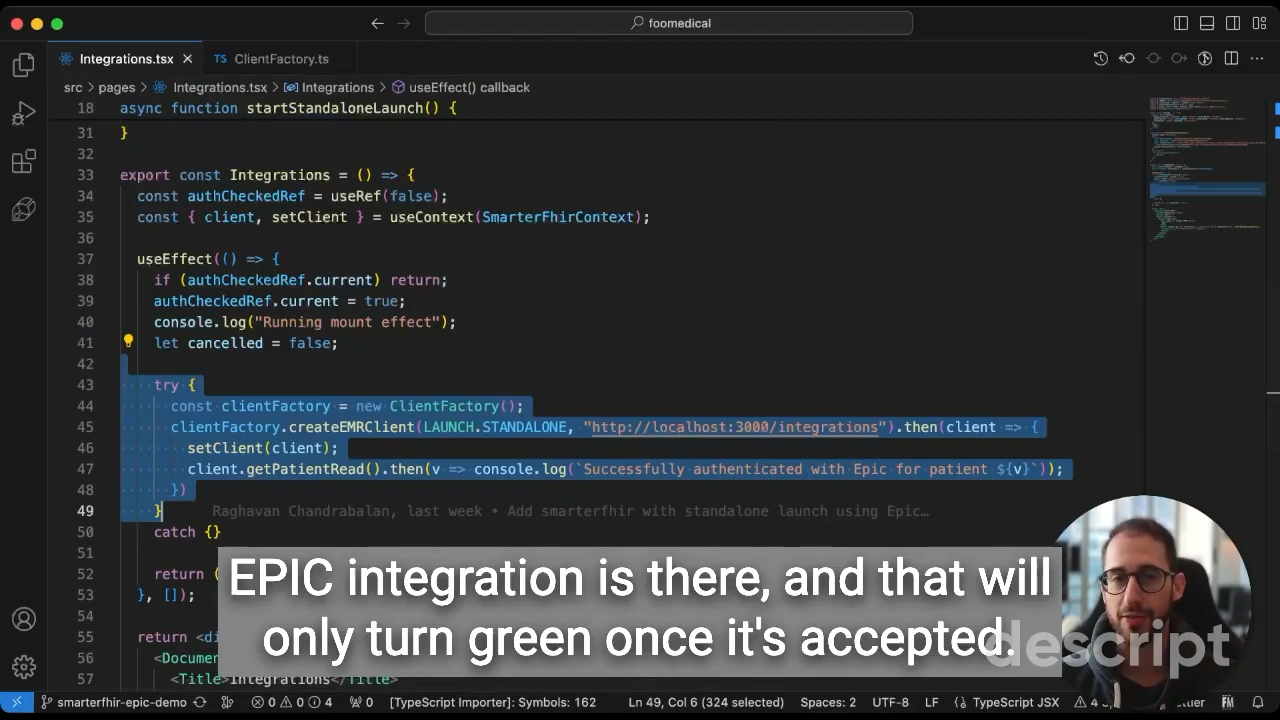 foomedical
Integrations.tsx
TS ClientFactory.ts
src > pages > Integrations.tsx > Integrations > useEffect() callback
18 async function startStandaloneLaunch() {
31 }
32
33 export const Integrations = () => {
34 const authCheckedRef = useRef(false);
35 const { client, setClient } = useContext(SmarterFhirContext);
36
37 useEffect(() => {
38 if (authCheckedRef.current) return;
39 authCheckedRef.current = true;
40 console.log("Running mount effect");
41 let cancelled = false;
42
43 try {
44 const clientFactory = new ClientFactory();
45 clientFactory.createEMRClient(LAUNCH.STANDALONE, "http://localhost:3000/integrations").then(client => {
46 setClient(client);
47 client.getPatientRead().then(v => console.log(`Successfully authenticated with Epic for patient ${v}`));
48 })
49 } Raghavan Chandrabalan, last week • Add smarterfhir with standalone launch using Epic…
50 catch {}
51
52 return (
53 }, []);
54
55 return <di
56 <Documen
57 <Title>Integrations</Title>
EPIC integration is there, and that will
only turn green once it's accepted.
descript
smarterfhir-epic-demo 0 0 4 0 [TypeScript Importer]: Symbols: 162 Ln 49, Col 6 (324 selected) Spaces: 2 UTF-8 LF TypeScript JSX 4